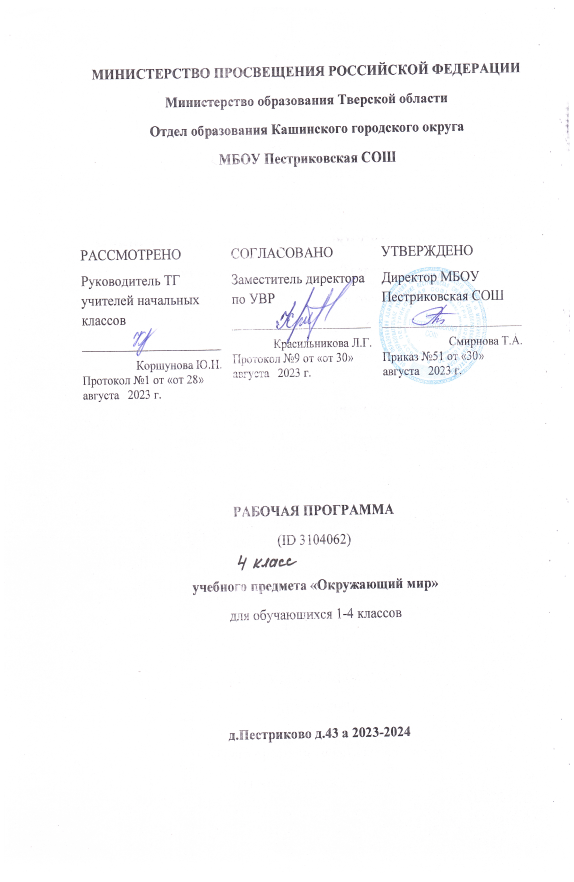 МИНИСТЕРСТВО ПРОСВЕЩЕНИЯ РОССИЙСКОЙ ФЕДЕРАЦИИ
Министерство образования Тверской области
Отдел образования Кашинского городского округа
МБОУ Пестриковская СОШ
РАССМОТРЕНО
Руководитель ТГ
учителей начальных
классов
Коршунова Ю.Н.
Протокол №1 от «от 28»
августа 2023 г.
СОГЛАСОВАНО
Заместитель директора
по УВР
Красильникова Л.Г.
Протокол №9 от «от 30»
августа 2023 г.
УТВЕРЖДЕНО
Директор МБОУ
Пестриковская СОШ
Смирнова Т.А.
Приказ №51 от «30»
августа 2023 г.
РАБОЧАЯ ПРОГРАММА
(ID 3104062)
4 класс
учебного предмета «Окружающий мир»
для обучающихся 1-4 классов
д.Пестриково д.43 а 2023-2024